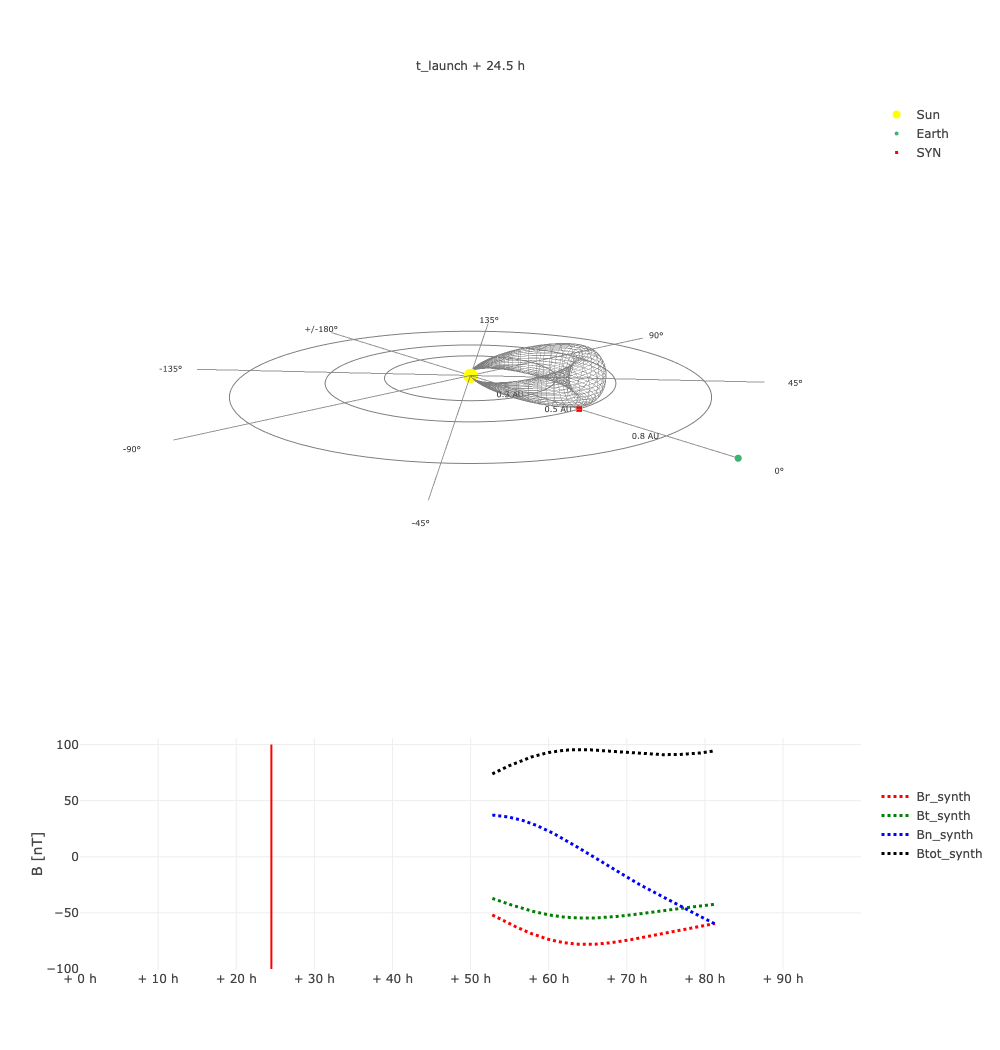 t_launch + 24.5 h
Sun
Earth
SYN
135°
+/-180°
90°
-135°
45°
0.3 AU
0.5 AU
0.8 AU
-90°
0°
-45°
100
50
0
−50
−100
B [nT]
+ 0 h
+ 10 h
+ 20 h
+ 30 h
+ 40 h
+ 50 h
+ 60 h
+ 70 h
+ 80 h
+ 90 h
Br_synth
Bt_synth
Bn_synth
Btot_synth